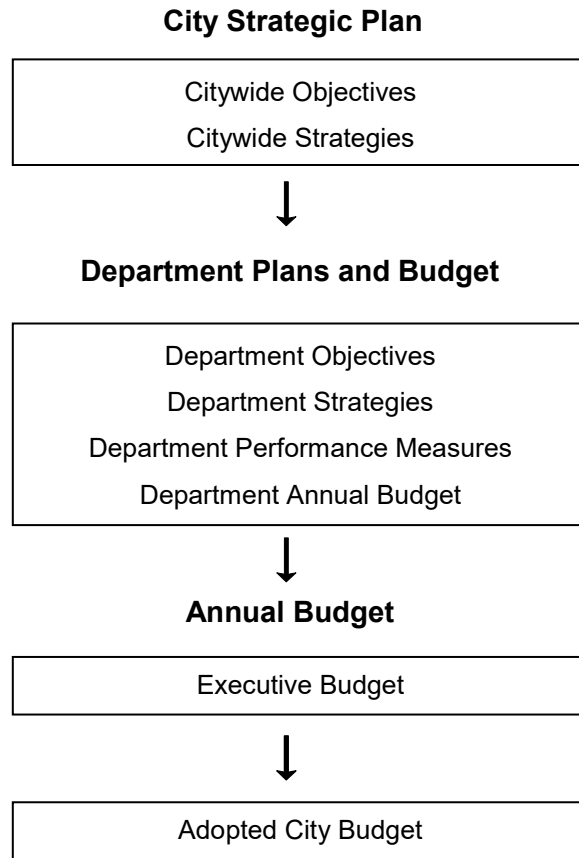 City Strategic Plan
Citywide Objectives
Citywide Strategies
Department Plans and Budget
Department Objectives
Department Strategies
Department Performance Measures
Department Annual Budget
Annual Budget
Executive Budget
Adopted City Budget